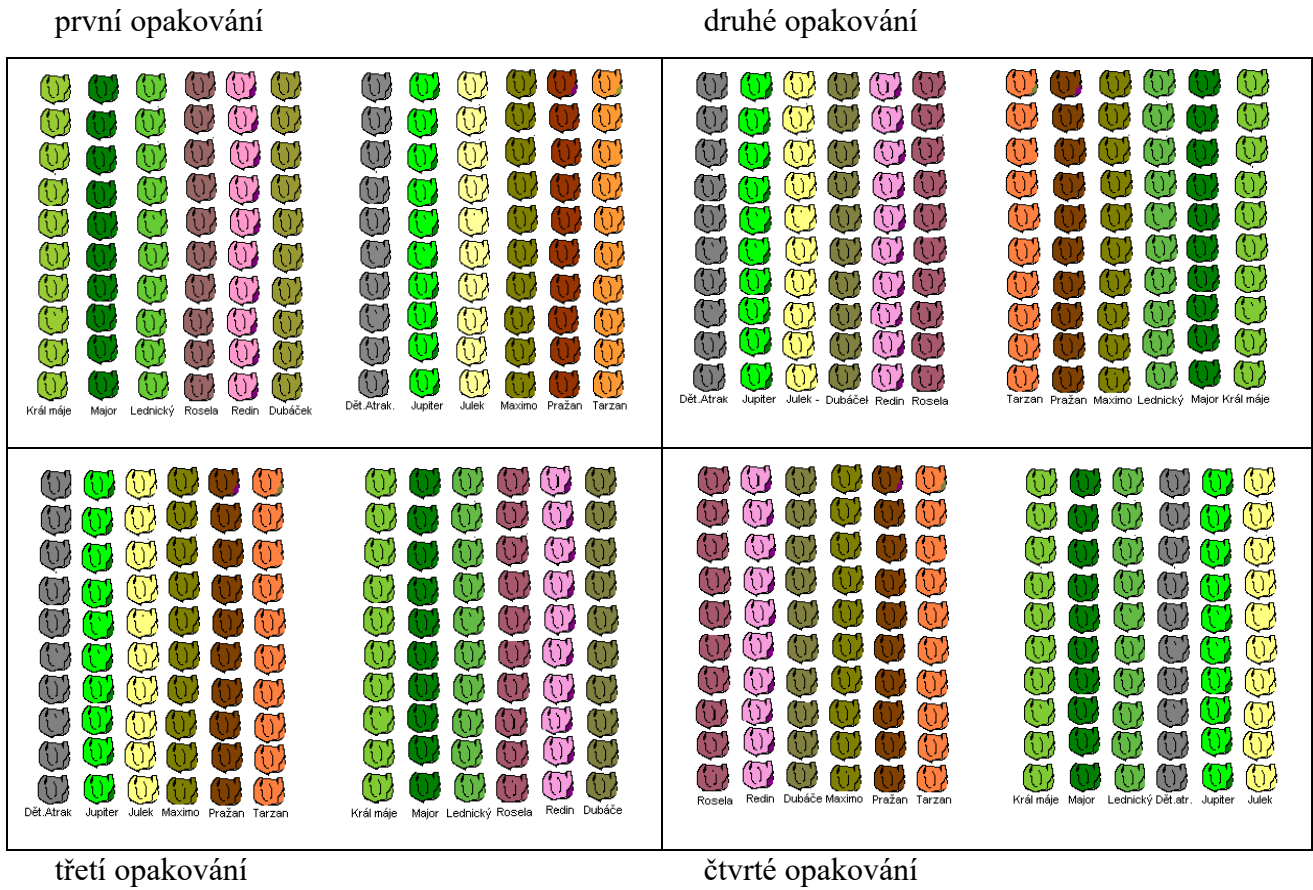 první opakování druhé opakování
Král máje Major Lednický Rosela Redin Dubáček Dět.Atrak. Jupiter Julek Maximo Pražan Tarzan
Dět.Atrak Jupiter Julek - Dubáček Redin Rosela Tarzan Pražan Maximo Lednický Major Král máje
Dět.Atrak Jupiter Julek Maximo Pražan Tarzan Král máje Major Lednický Rosela Redin Dubáče
Rosela Redin Dubáče Maximo Pražan Tarzan Král máje Major Lednický Dět.atr. Jupiter Julek
třetí opakování čtvrté opakování